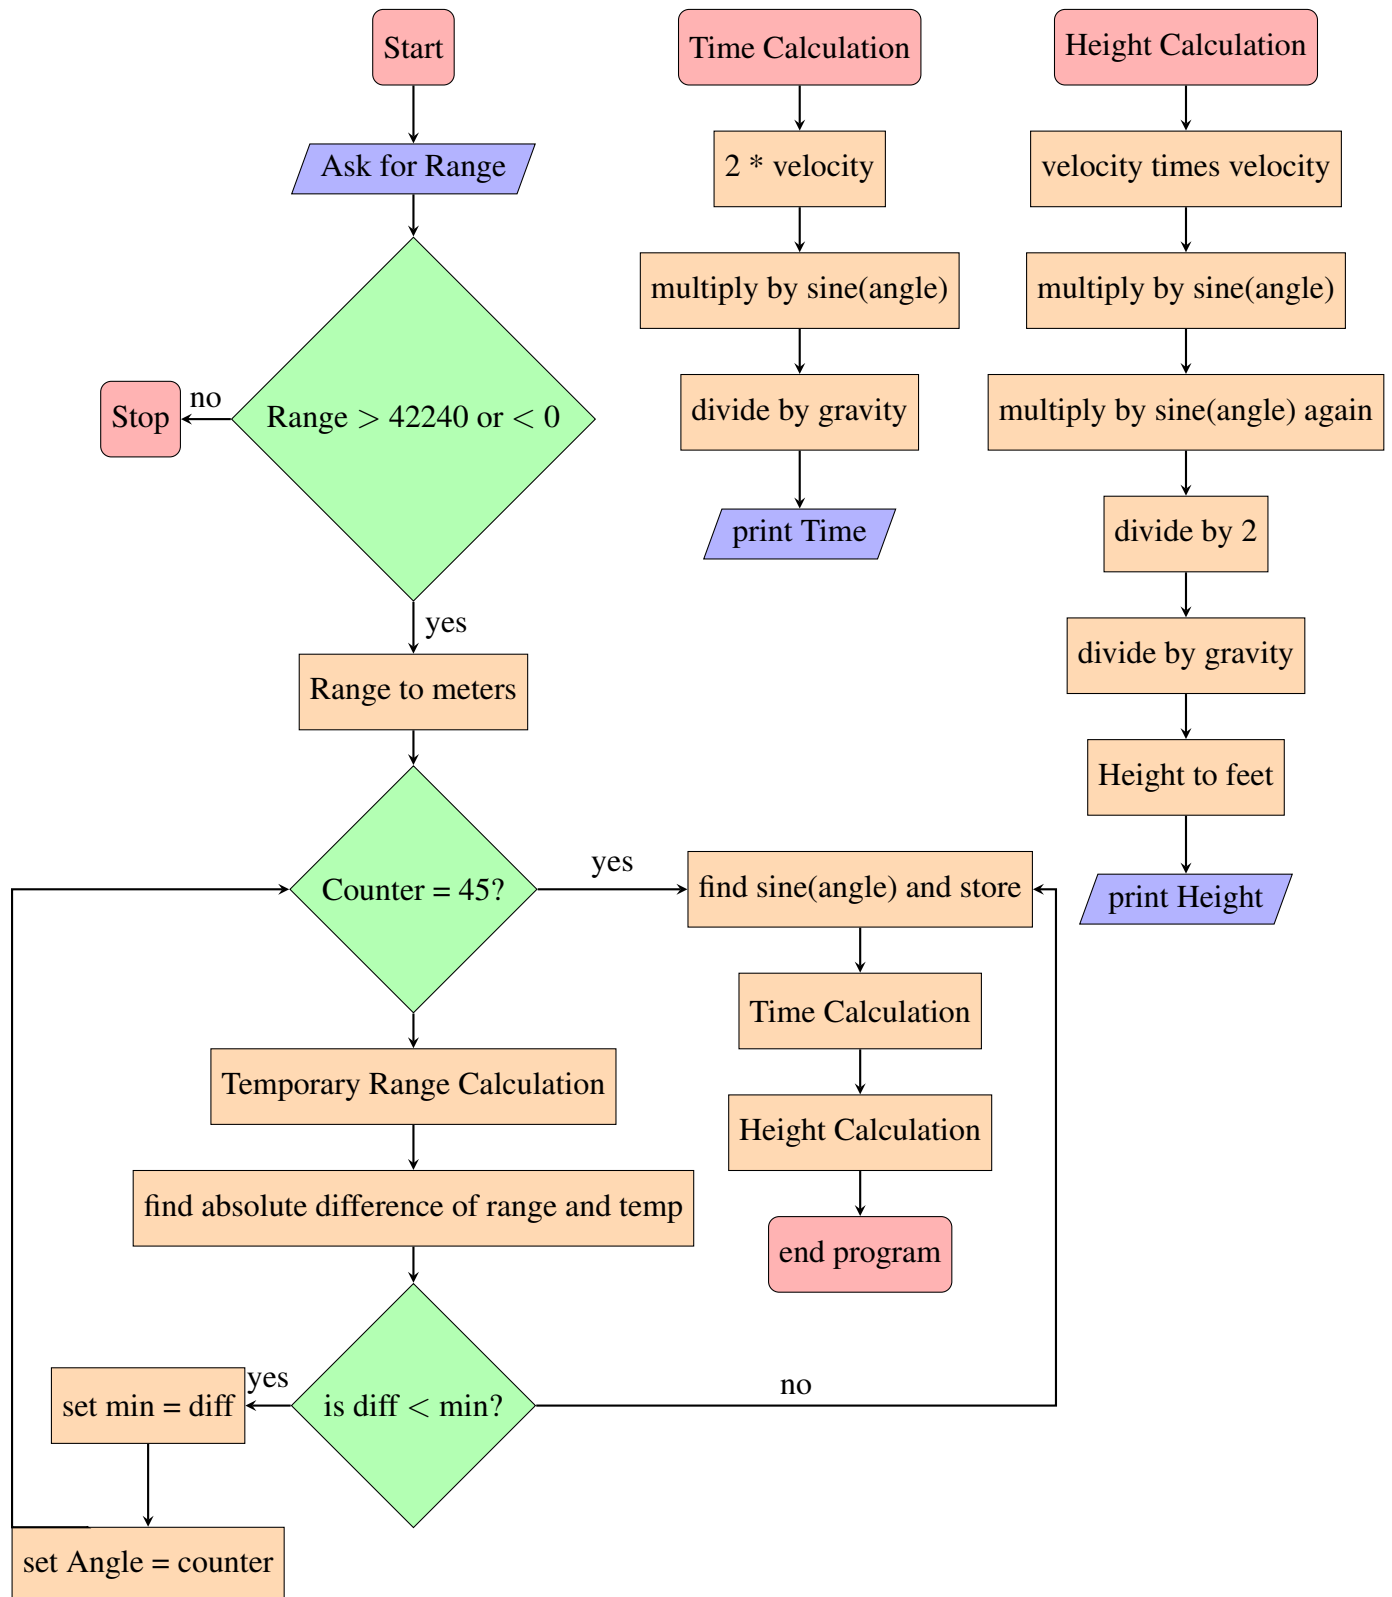 Start
Ask for Range
Range > 42240 or < 0
no
Stop
yes
Range to meters
Counter = 45?
yes
Temporary Range Calculation
find absolute difference of range and temp
is diff < min?
yes
no
set min = diff
set Angle = counter
find sine(angle) and store
Time Calculation
Height Calculation
end program
Time Calculation
2 * velocity
multiply by sine(angle)
divide by gravity
print Time
Height Calculation
velocity times velocity
multiply by sine(angle)
multiply by sine(angle) again
divide by 2
divide by gravity
Height to feet
print Height